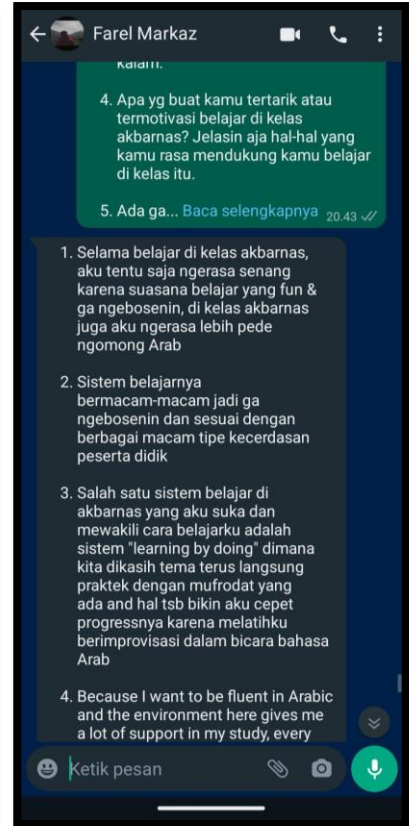 Farel Markaz
kalam.
4. Apa yg buat kamu tertarik atau
termotivasi belajar di kelas
akbarnas? Jelasin aja hal-hal yang
kamu rasa mendukung kamu belajar
di kelas itu.
5. Ada ga... Baca selengkapnya 20.43
1. Selama belajar di kelas akbarnas,
aku tentu saja ngerasa senang
karena suasana belajar yang fun &
ga ngebosenin, di kelas akbarnas
juga aku ngerasa lebih pede
ngomong Arab
2. Sistem belajarnya
bermacam-macam jadi ga
ngebosenin dan sesuai dengan
berbagai macam tipe kecerdasan
peserta didik
3. Salah satu sistem belajar di
akbarnas yang aku suka dan
mewakili cara belajarku adalah
sistem "learning by doing" dimana
kita dikasih tema terus langsung
praktek dengan mufrodat yang
ada and hal tsb bikin aku cepet
progressnya karena melatihku
berimprovisasi dalam bicara bahasa
Arab
4. Because I want to be fluent in Arabic
and the environment here gives me
a lot of support in my study, every
Ketik pesan